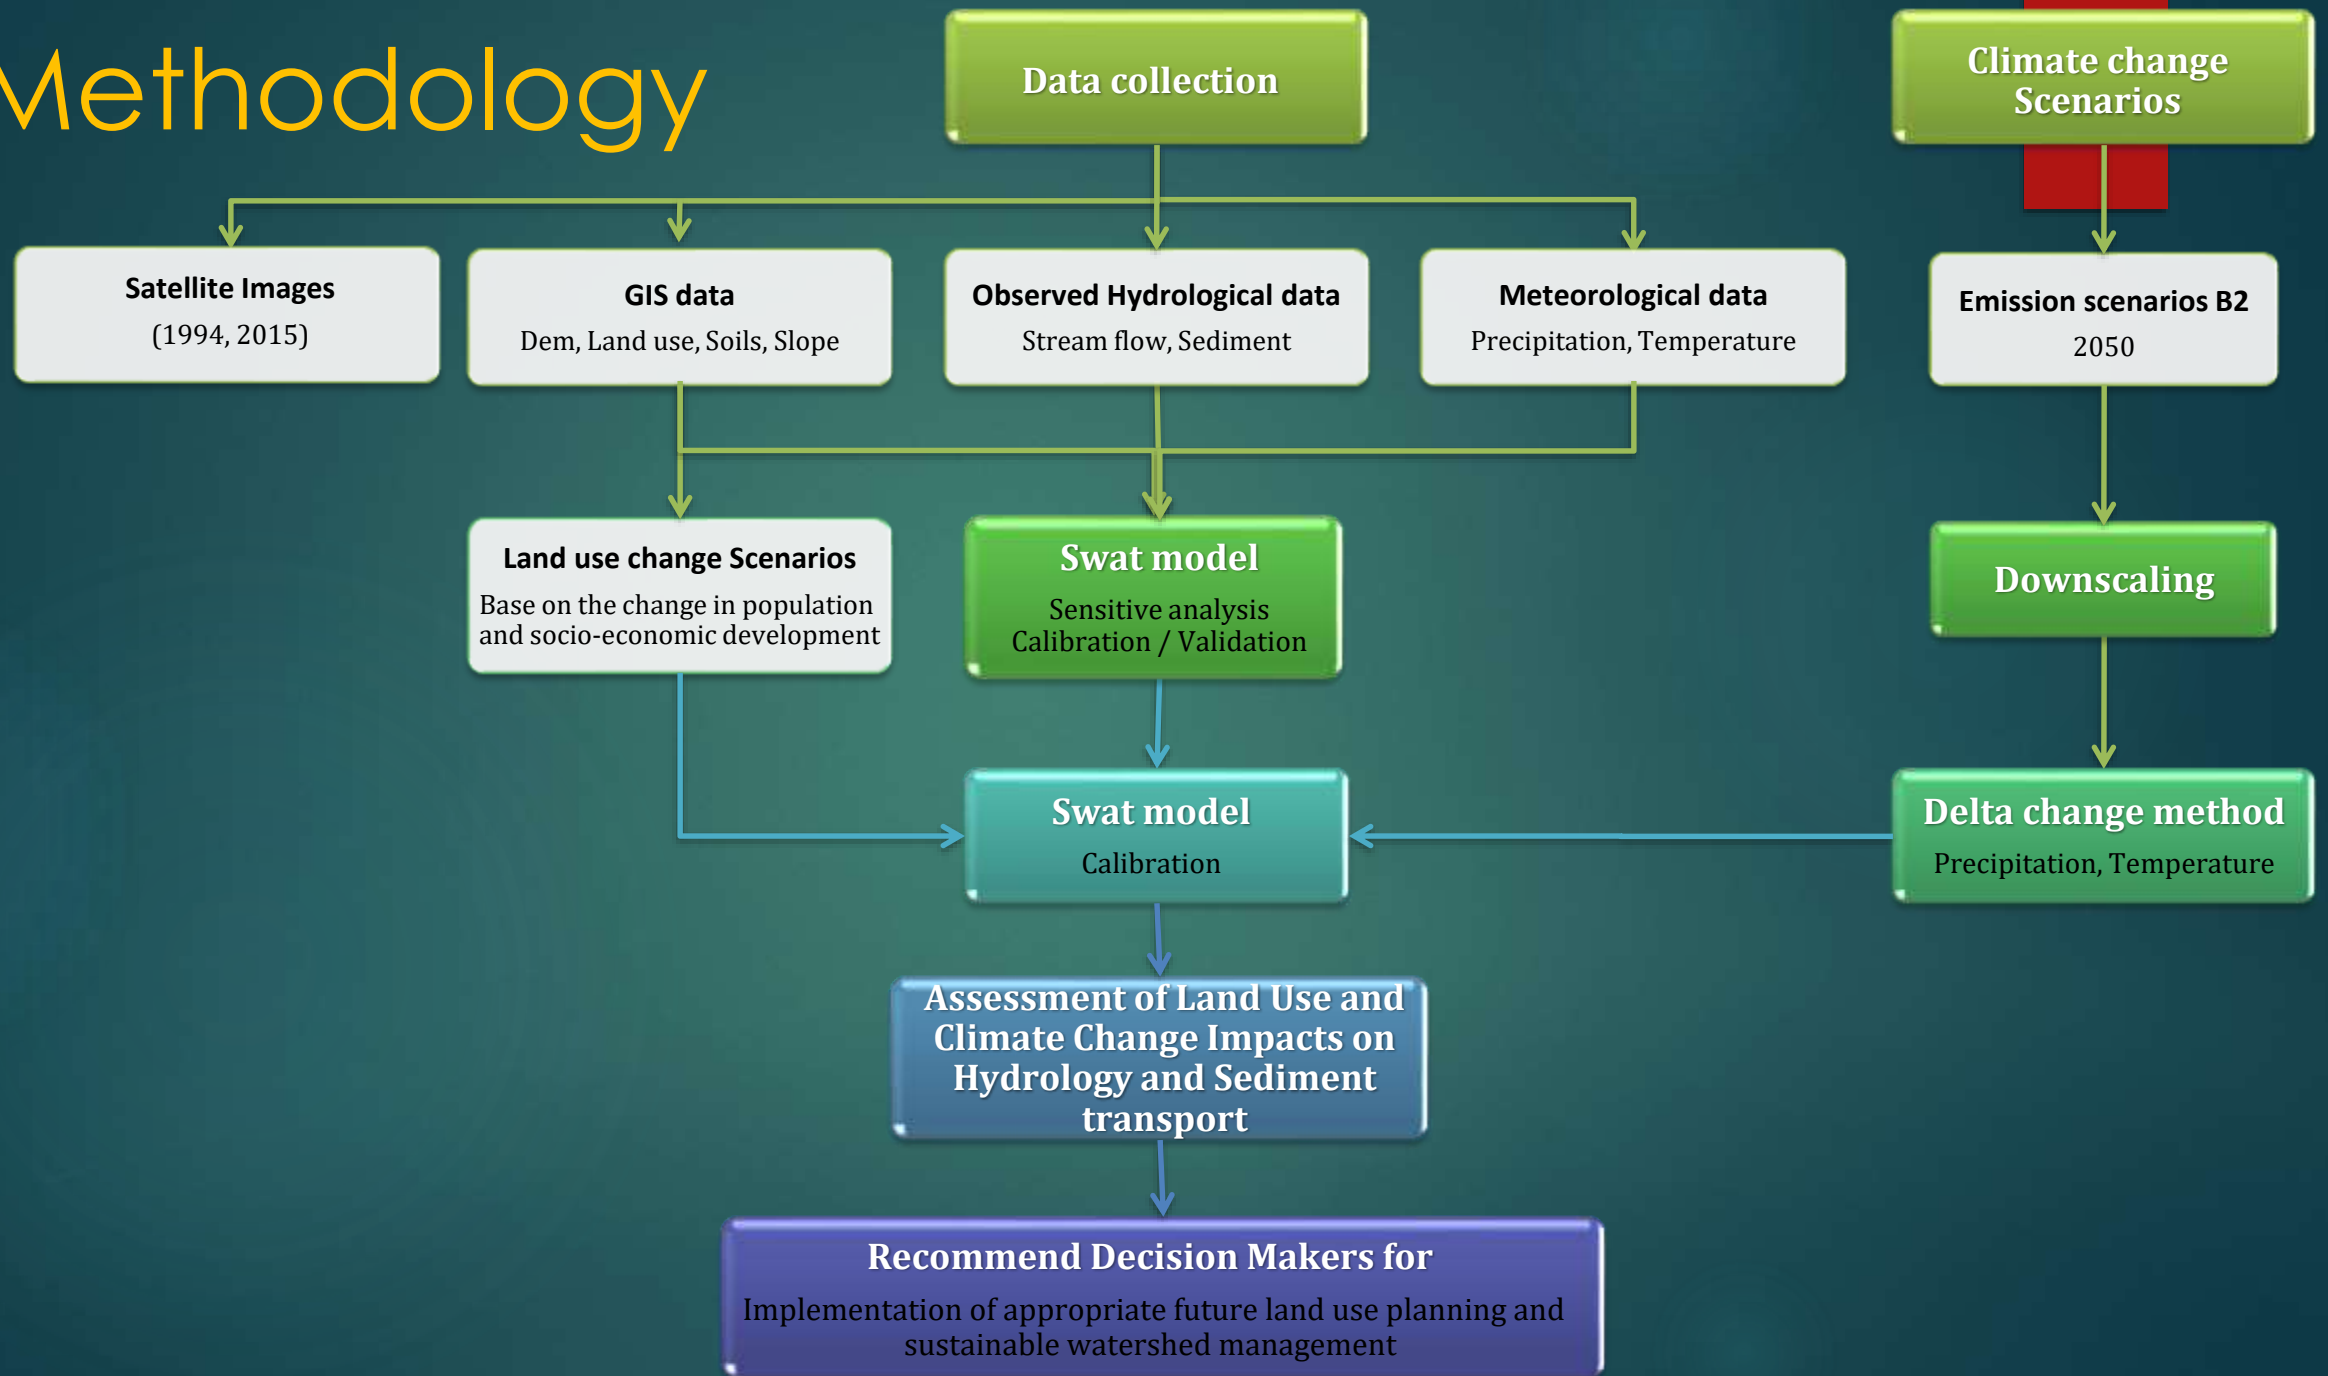 Methodology
Data collection
Climate change
Scenarios
Satellite Images
(1994, 2015)
GIS data
Dem, Land use, Soils, Slope
Observed Hydrological data
Stream flow, Sediment
Meteorological data
Precipitation, Temperature
Emission scenarios B2
2050
Land use change Scenarios
Base on the change in population
and socio-economic development
Swat model
Sensitive analysis
Calibration / Validation
Downscaling
Swat model
Calibration
Delta change method
Precipitation, Temperature
Assessment of Land Use and
Climate Change Impacts on
Hydrology and Sediment
transport
Recommend Decision Makers for
Implementation of appropriate future land use planning and
sustainable watershed management